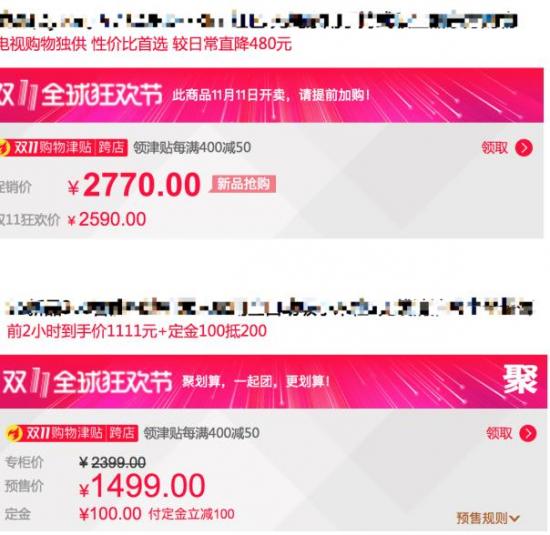 电视购物独供 性价比首选 较日常直降480元
双11全球狂欢节 此商品11月11日开卖，请提前加购！
双11购物津贴 跨店 领津贴每满400减50 领取
促销价 ¥2770.00 新品抢购
双11狂欢价 ¥2590.00
前2小时到手价1111元+定金100抵200
双11全球狂欢节 聚划算，一起团，更划算！ 聚
双11购物津贴 跨店 领津贴每满400减50 领取
专柜价 ¥2399.00
预售价 ¥1499.00
定金 ¥100.00 付定金立减100 预售规则